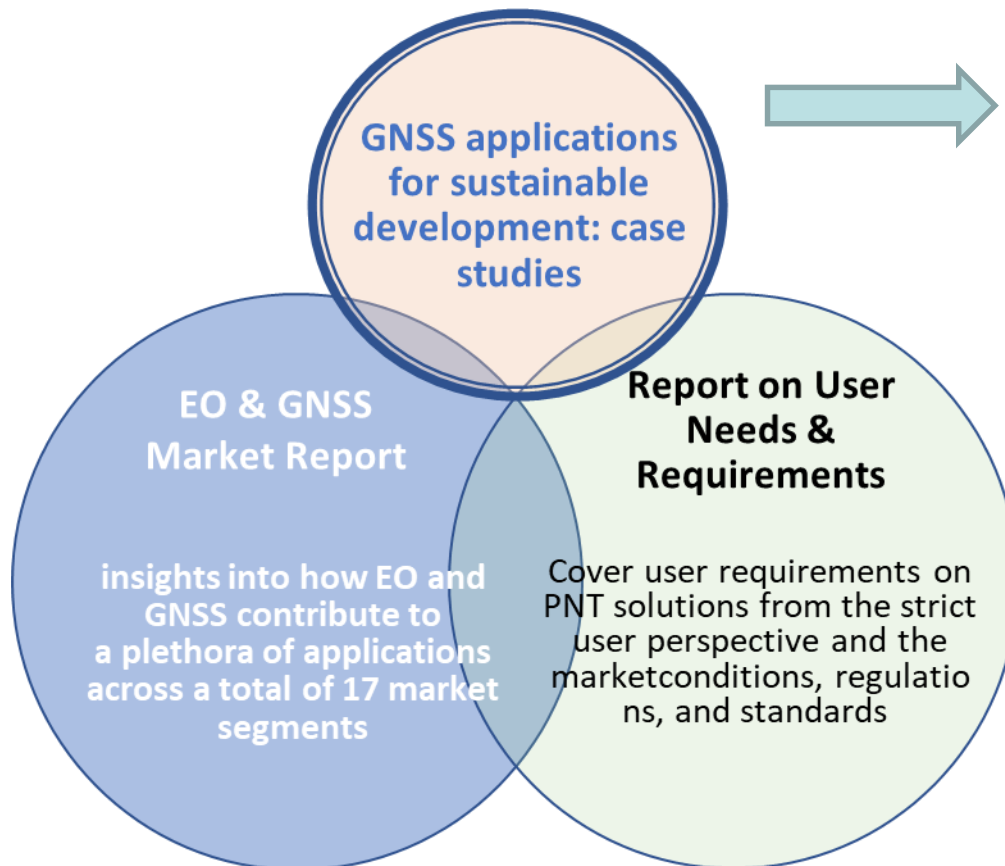 GNSS applications
for sustainable
development: case
studies
EO & GNSS
Market Report
insights into how EO and
GNSS contribute to
a plethora of applications
across a total of 17 market
segments
Report on User
Needs &
Requirements
Cover user requirements on
PNT solutions from the strict
user perspective and the
marketconditions, regulatio
ns, and standards